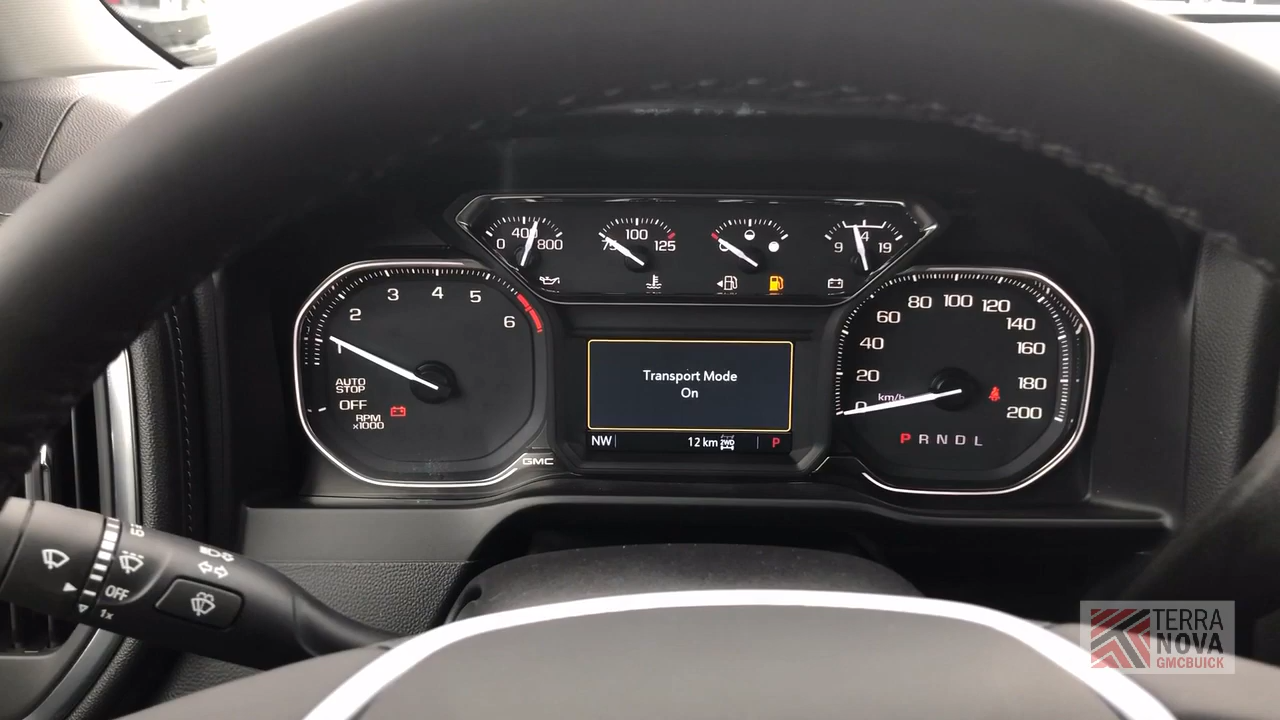 0 400 800
75 100 125
9 14 19
1 2 3 4 5 6
AUTO
STOP
OFF
RPM
x1000
GMC
Transport Mode
On
NW 12 km 2WD P
0 20 40 60 80 100 120 140 160 180 200
km/h
P R N D L
OFF
1x
TERRA
NOVA
GMCBUICK